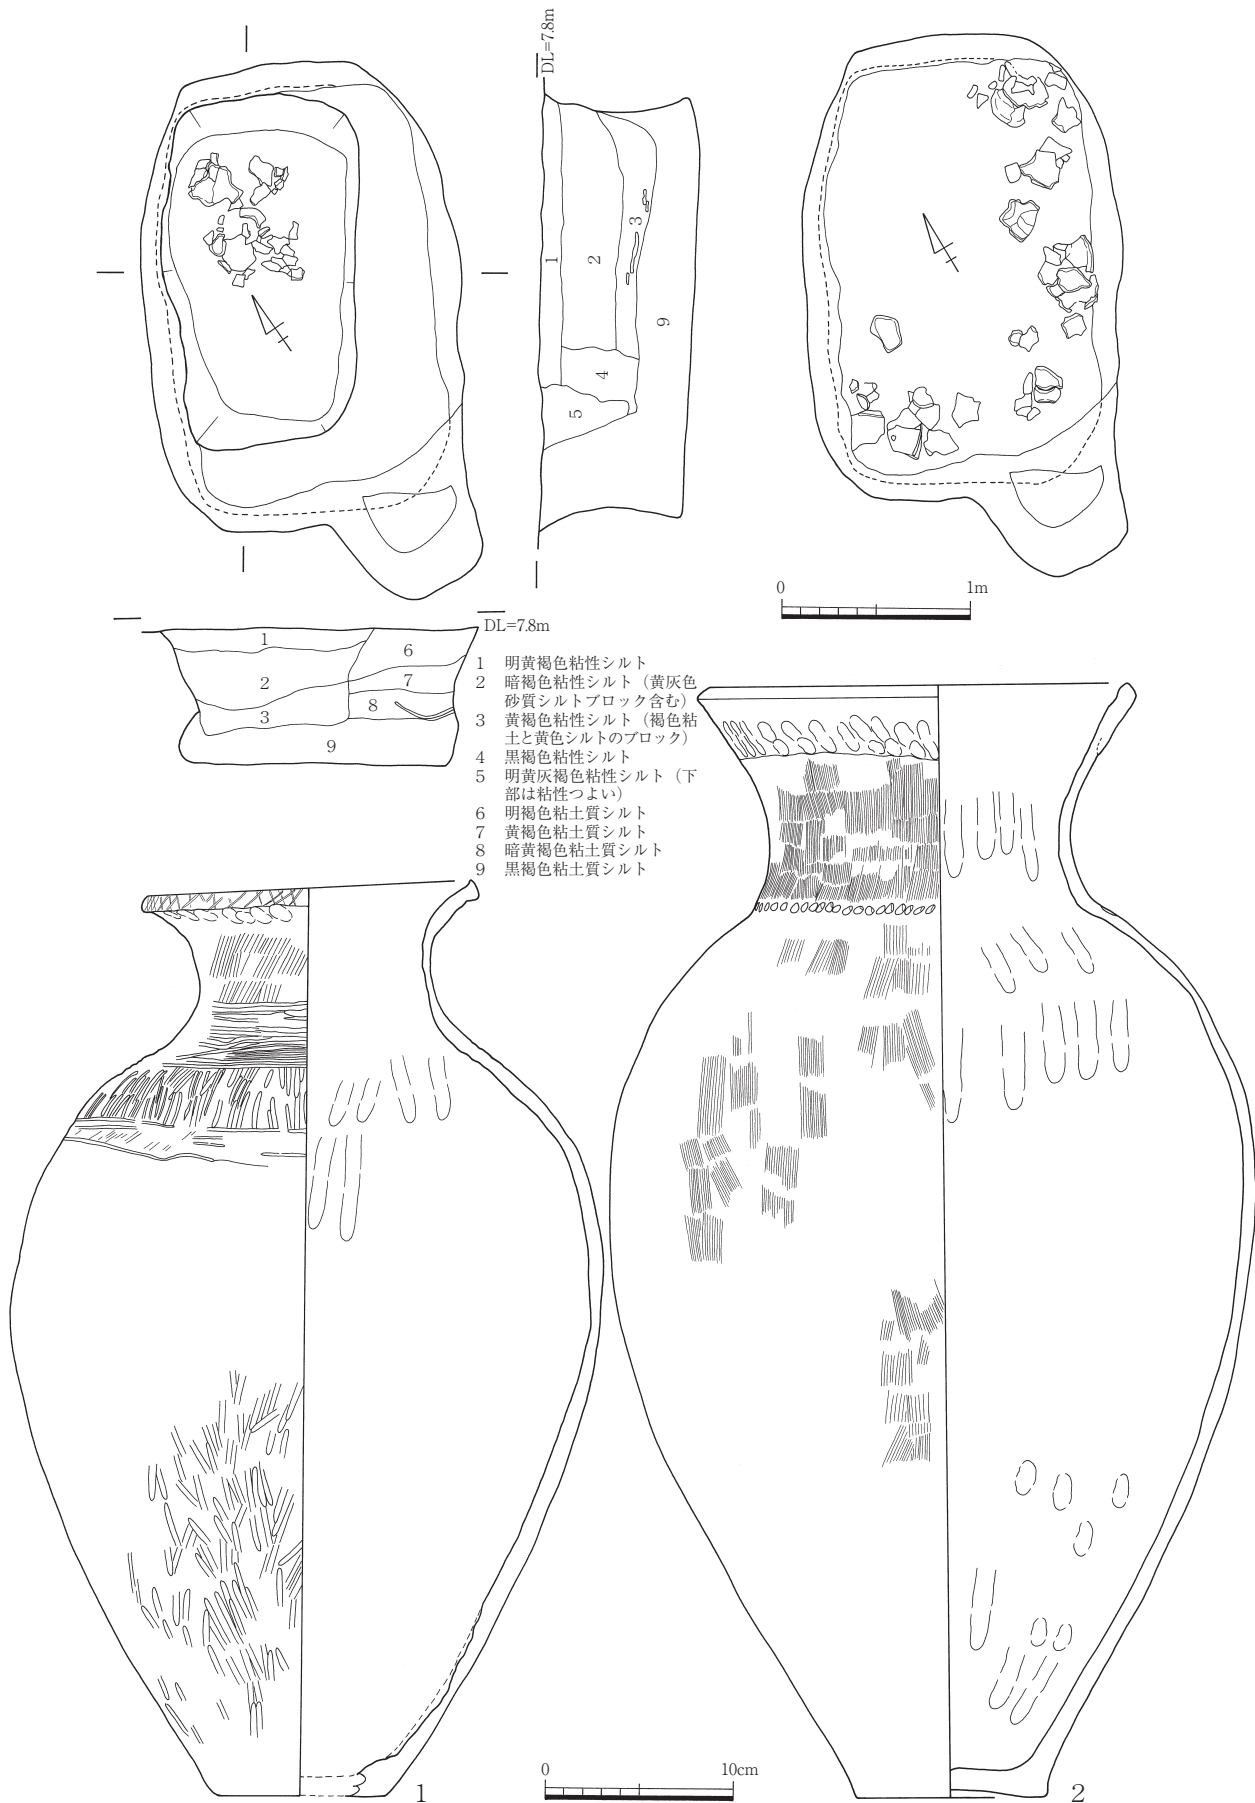 DL=7.8m
1
2
3
4
5
9
0 1m
DL=7.8m
1
2
3
6
7
8
9
1 明黄褐色粘性シルト
2 暗褐色粘性シルト（黄灰色
砂質シルトブロック含む）
3 黄褐色粘性シルト（褐色粘
土と黄色シルトのブロック）
4 黒褐色粘性シルト
5 明黄灰褐色粘性シルト（下
部は粘性つよい）
6 明褐色粘土質シルト
7 黄褐色粘土質シルト
8 暗黄褐色粘土質シルト
9 黒褐色粘土質シルト
0 10cm
1
2